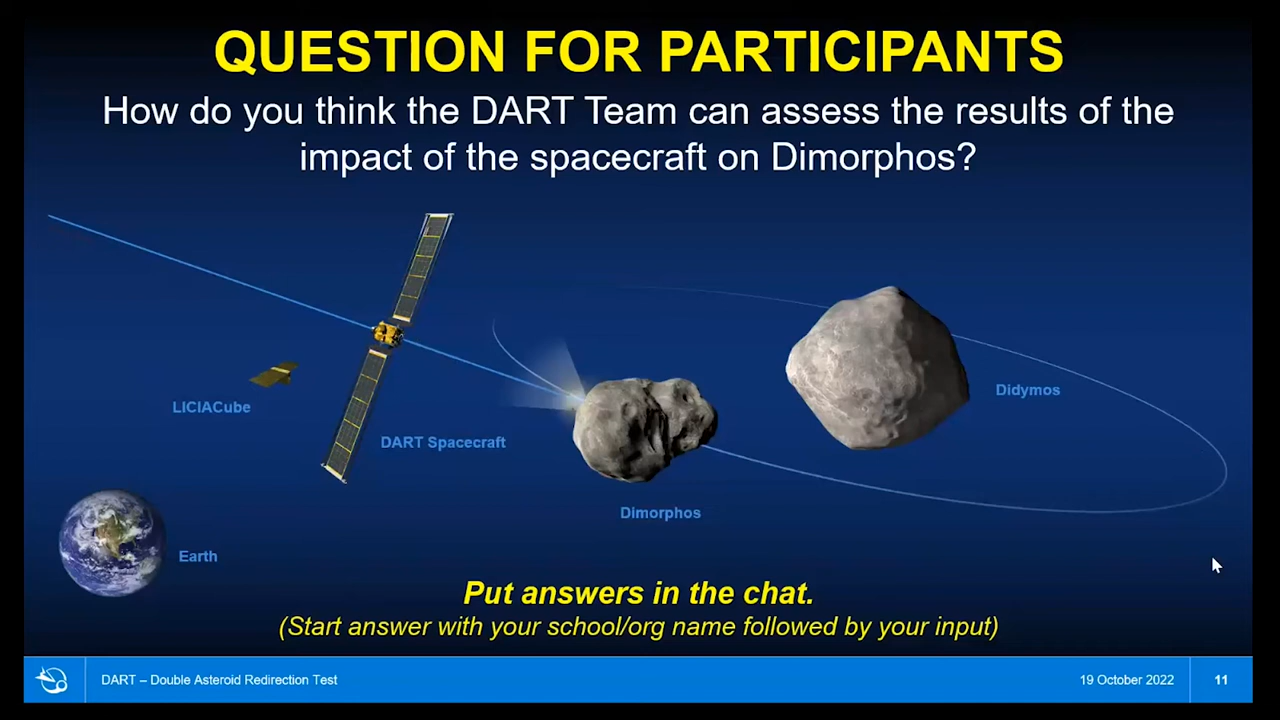 QUESTION FOR PARTICIPANTS
How do you think the DART Team can assess the results of the
impact of the spacecraft on Dimorphos?
Didymos
LICIACube
DART Spacecraft
Dimorphos
Earth
Put answers in the chat.
(Start answer with your school/org name followed by your input)
DART – Double Asteroid Redirection Test
19 October 2022
11